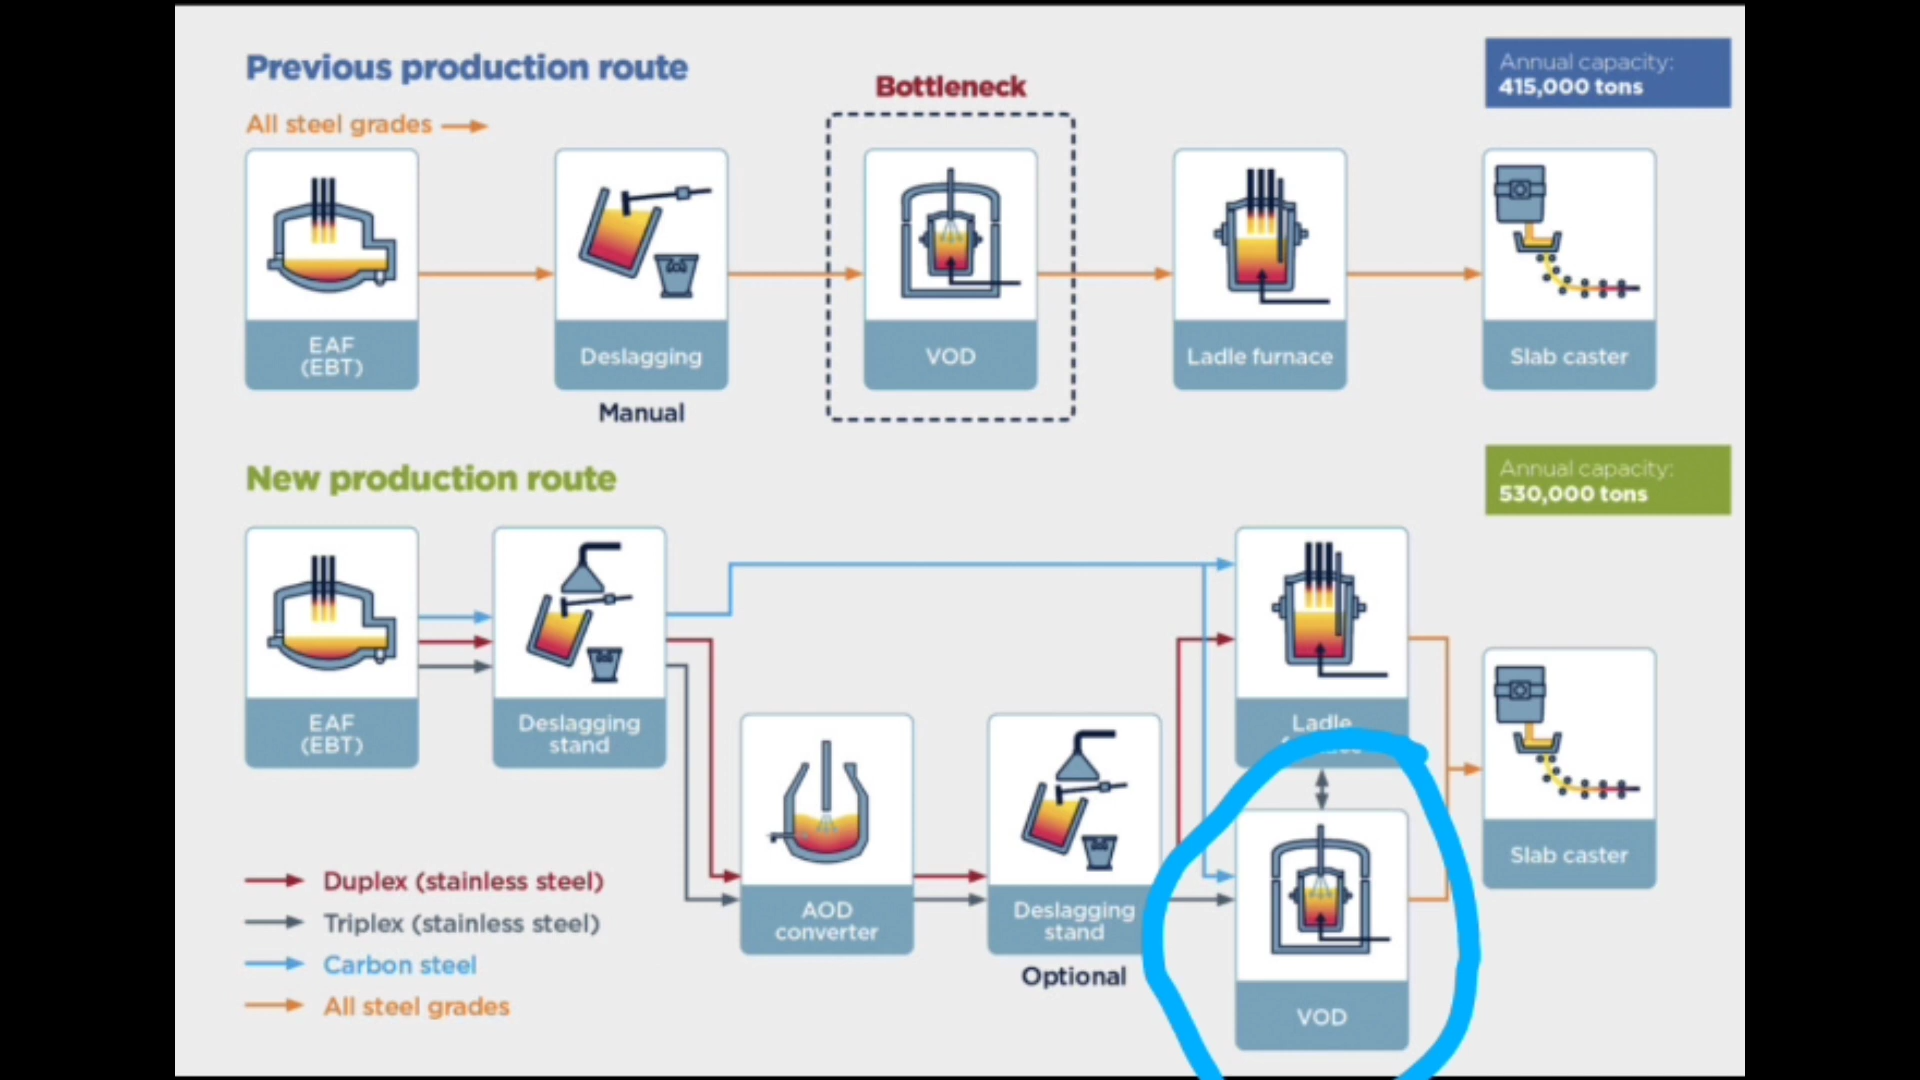 Previous production route
Annual capacity:
415,000 tons
Bottleneck
All steel grades
EAF
(EBT)
Deslagging
VOD
Ladle furnace
Slab caster
Manual
New production route
Annual capacity:
530,000 tons
EAF
(EBT)
Deslagging
stand
Ladle
AOD
converter
Deslagging
stand
Optional
VOD
Slab caster
Duplex (stainless steel)
Triplex (stainless steel)
Carbon steel
All steel grades